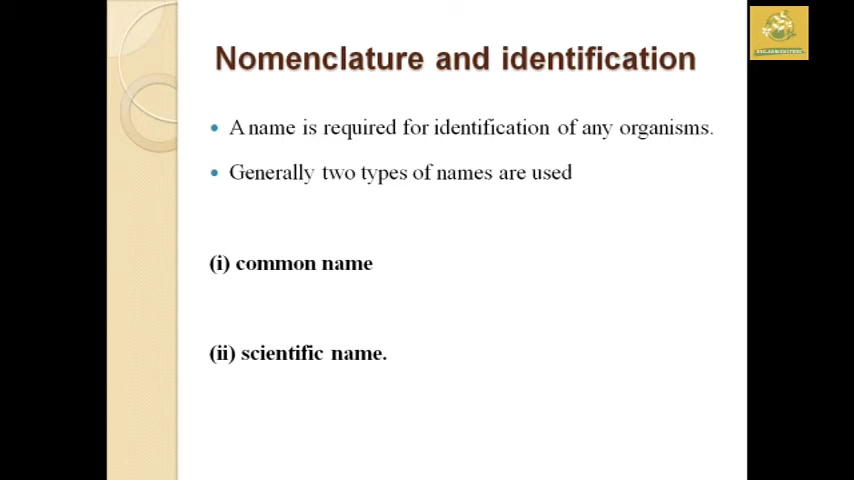 Nomenclature and identification
• A name is required for identification of any organisms.
• Generally two types of names are used
(i) common name
(ii) scientific name.